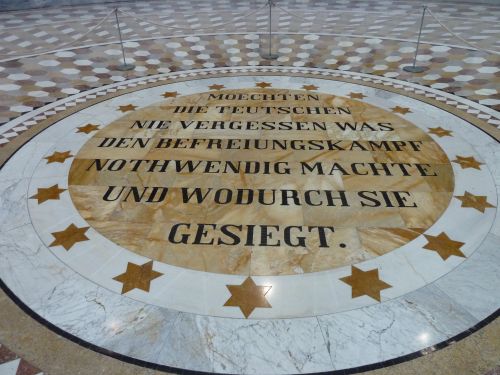 MOECHTEN
DIE TEUTSCHEN
NIE VERGESSEN WAS
DEN BEFREIUNGSKAMPF
NOTHWENDIG MACHTE
UND WODURCH SIE
GESIEGT.